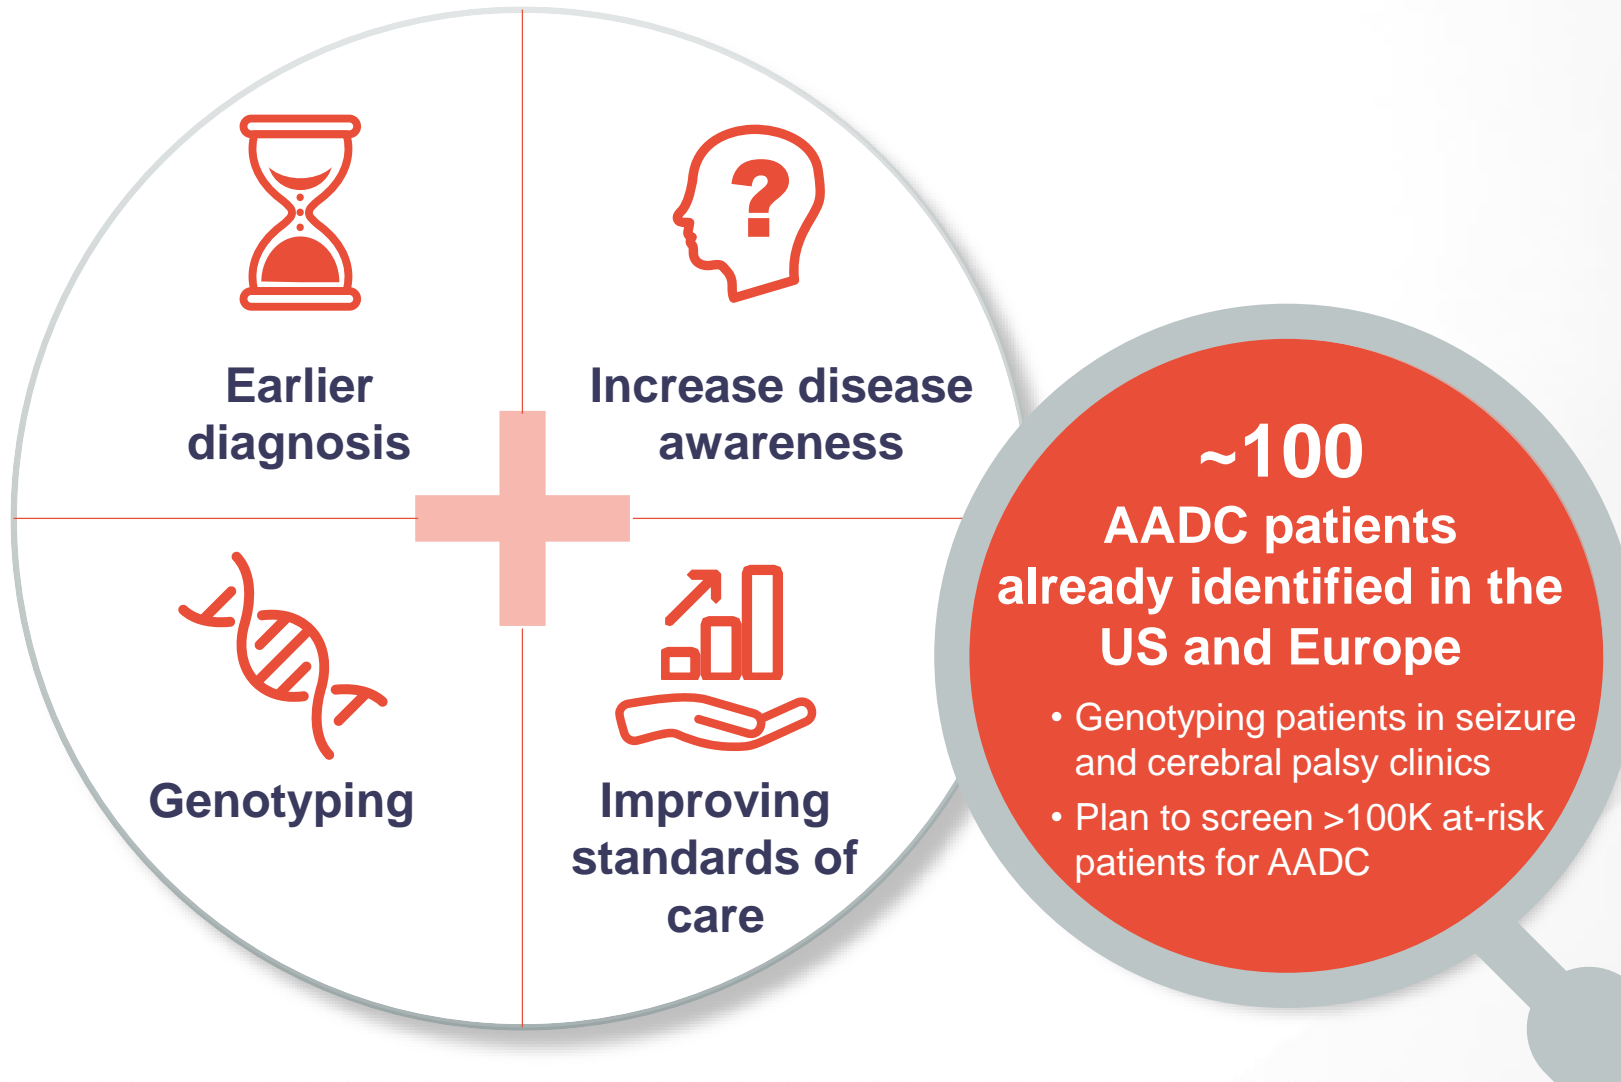 Earlier
diagnosis
Increase disease
awareness
Genotyping
Improving
standards of
care
~100
AADC patients
already identified in the
US and Europe
• Genotyping patients in seizure
and cerebral palsy clinics
• Plan to screen >100K at-risk
patients for AADC
?